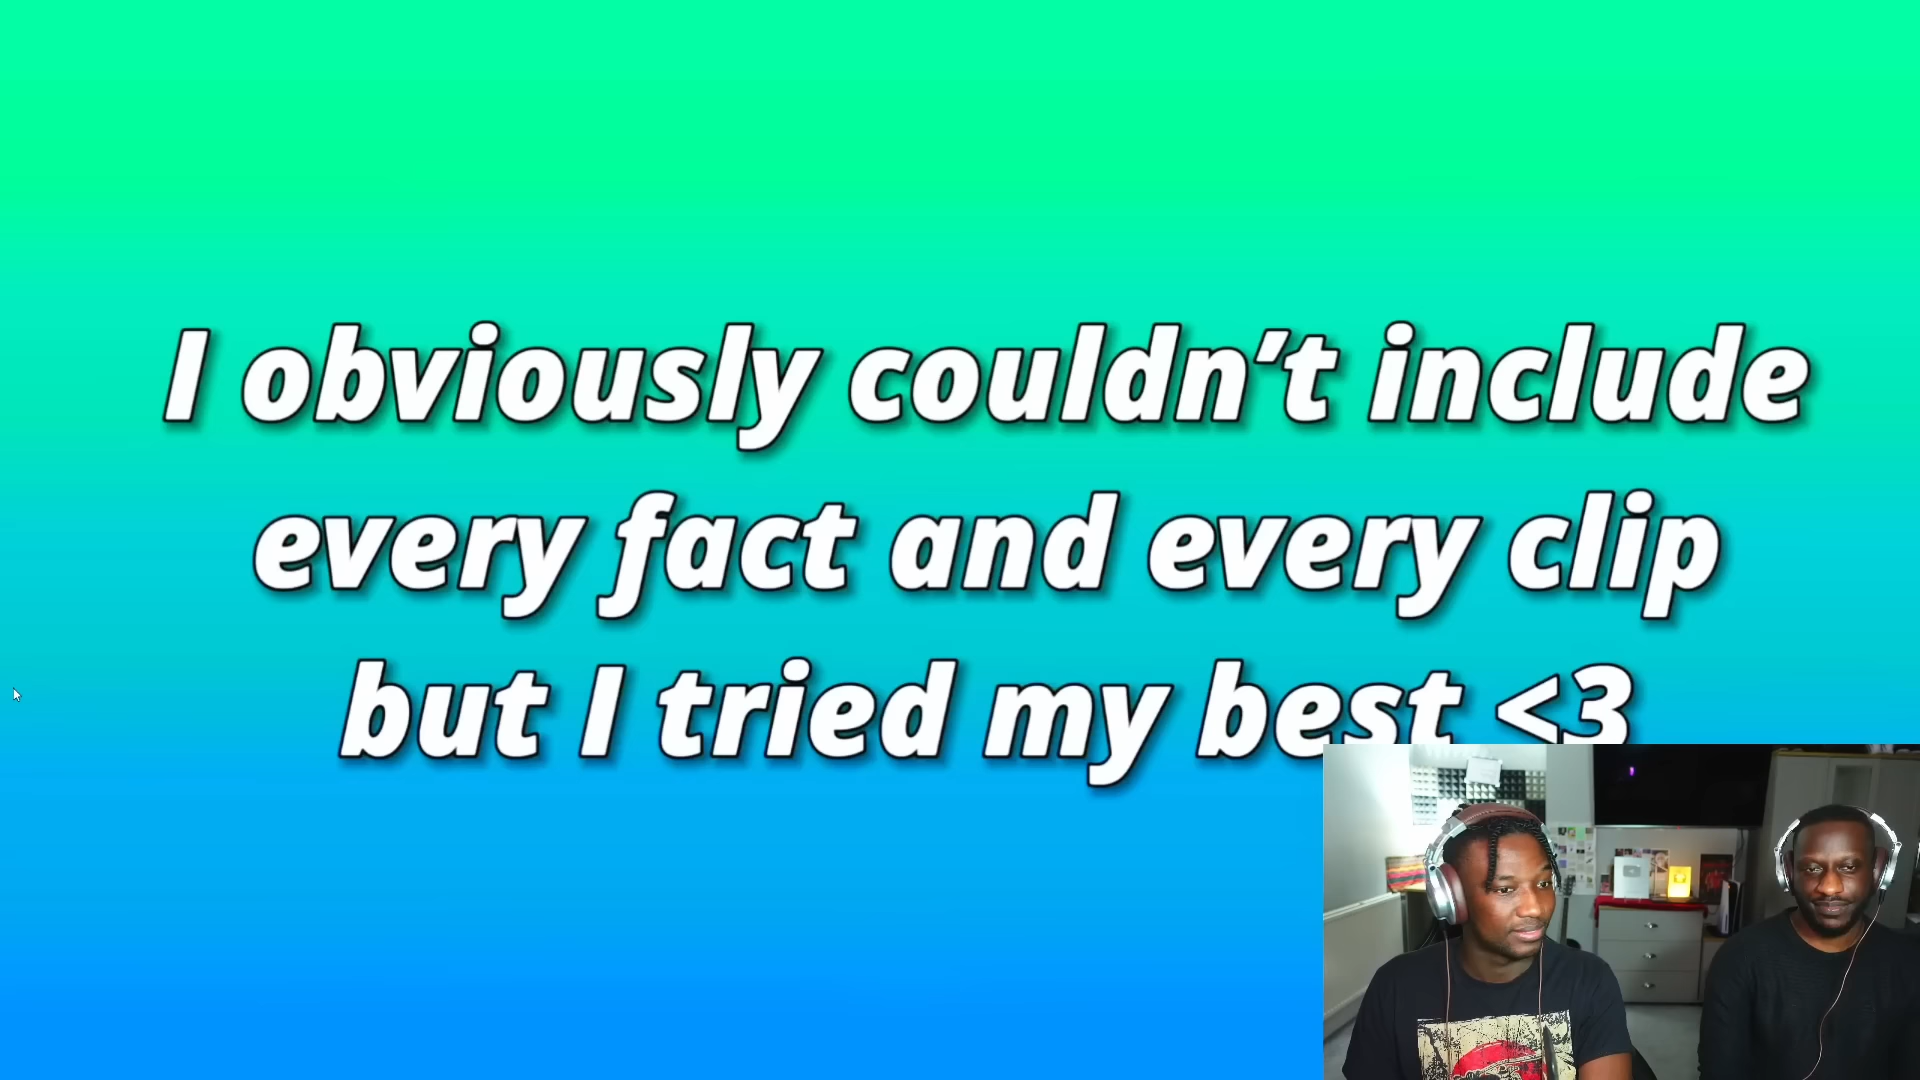 I obviously couldn’t include
every fact and every clip
but I tried my best <3